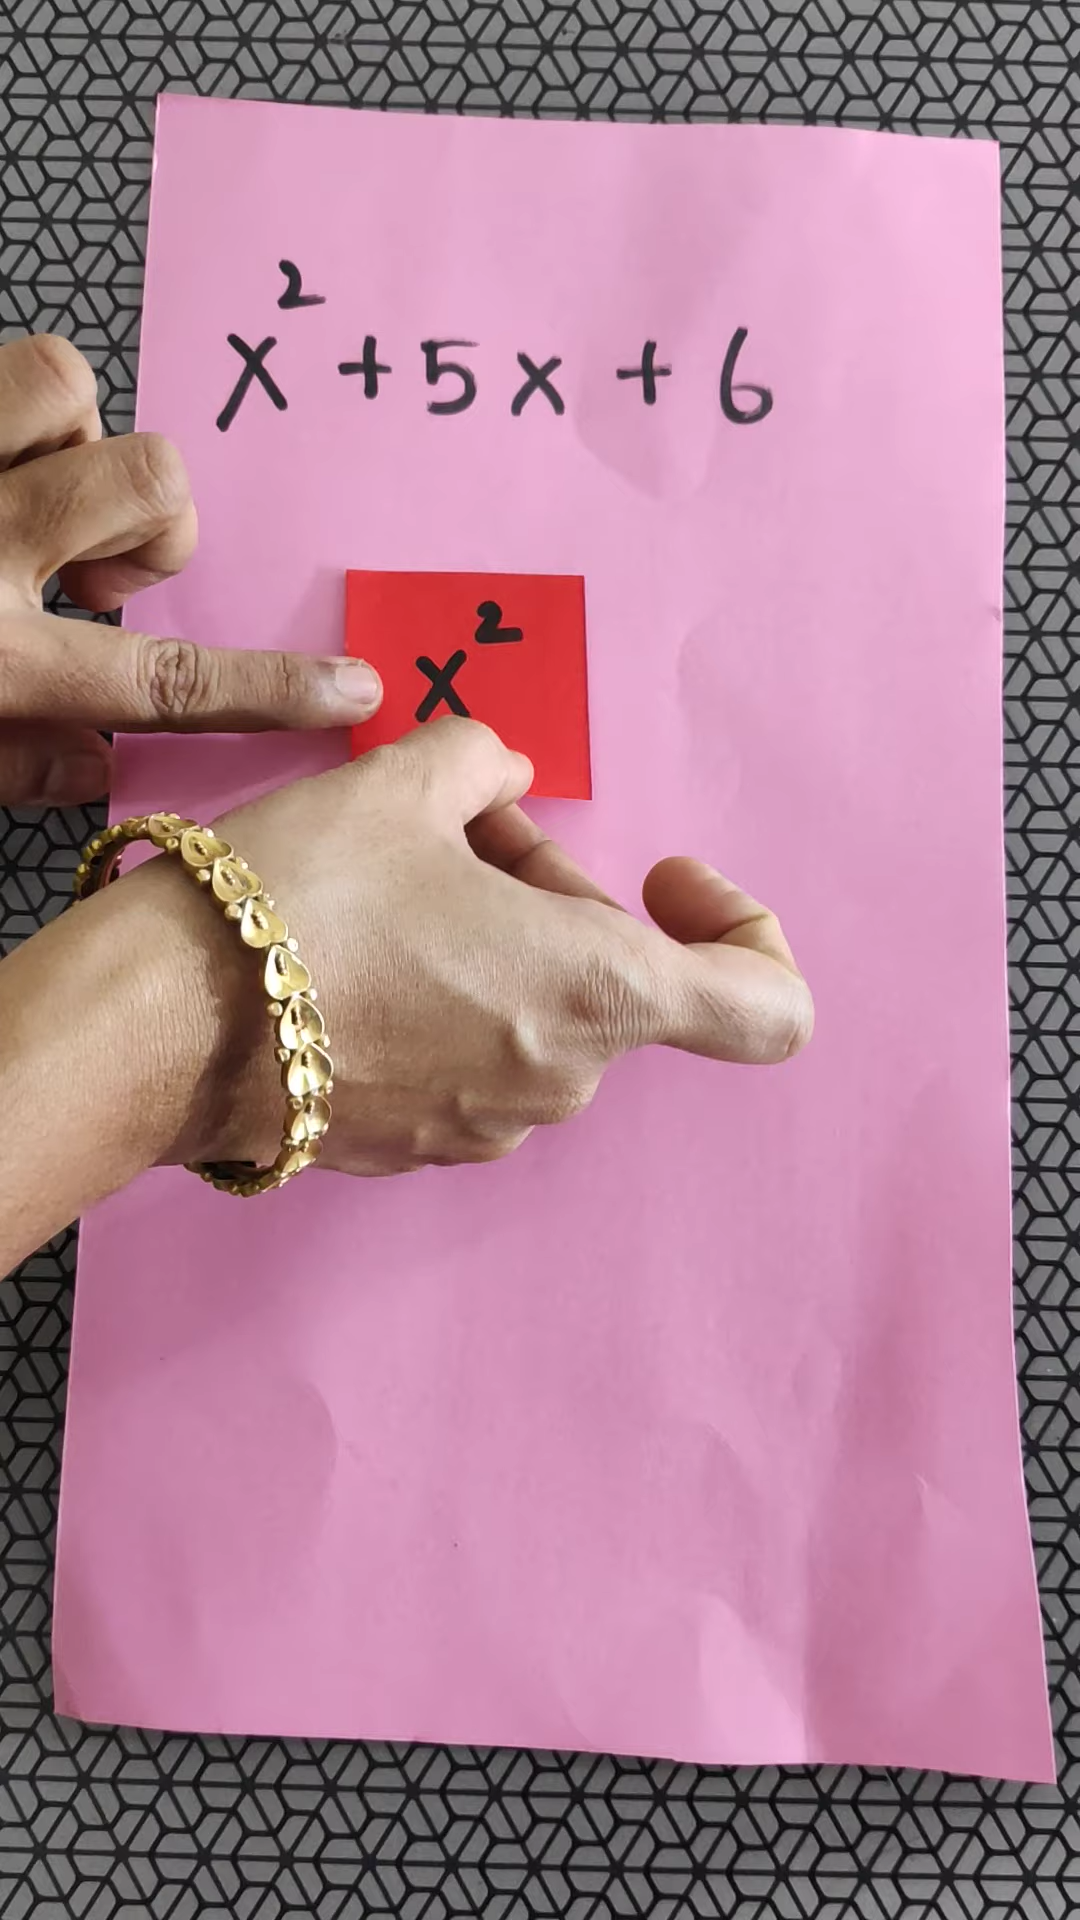 x² + 5x + 6
x²